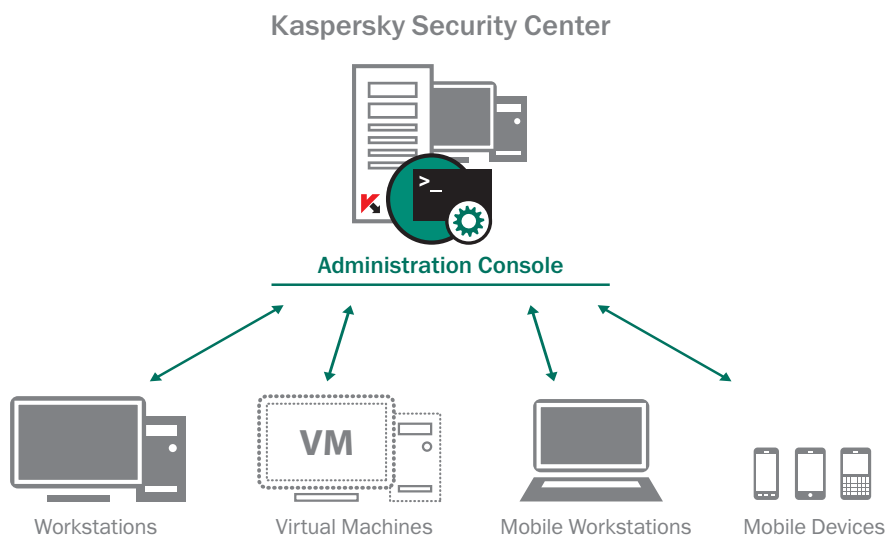 Kaspersky Security Center
>_
Administration Console
VM
Workstations
Virtual Machines
Mobile Workstations
Mobile Devices